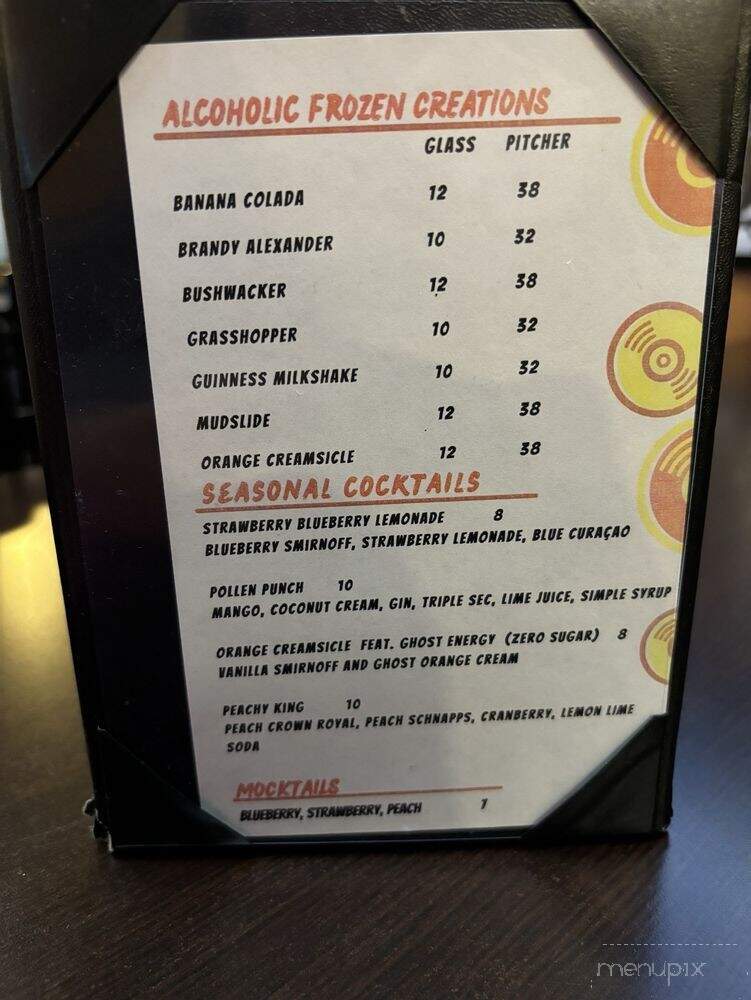 ALCOHOLIC FROZEN CREATIONS
GLASS PITCHER
BANANA COLADA 12 38
BRANDY ALEXANDER 10 32
BUSHWACKER 12 38
GRASSHOPPER 10 32
GUINNESS MILKSHAKE 10 32
MUDSLIDE 12 38
ORANGE CREAMSICLE 12 38
SEASONAL COCKTAILS
STRAWBERRY BLUEBERRY LEMONADE 8
BLUEBERRY SMIRNOFF, STRAWBERRY LEMONADE, BLUE CURAÇAO
POLLEN PUNCH 10
MANGO, COCONUT CREAM, GIN, TRIPLE SEC, LIME JUICE, SIMPLE SYRUP
ORANGE CREAMSICLE FEAT. GHOST ENERGY (ZERO SUGAR) 8
VANILLA SMIRNOFF AND GHOST ORANGE CREAM
PEACHY KING 10
PEACH CROWN ROYAL, PEACH SCHNAPPS, CRANBERRY, LEMON LIME
SODA
MOCKTAILS
BLUEBERRY, STRAWBERRY, PEACH 7
menupix